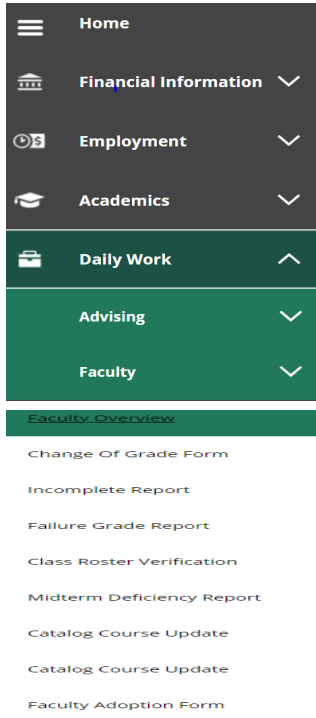 Home
Financial Information
Employment
Academics
Daily Work
Advising
Faculty
Faculty Overview
Change Of Grade Form
Incomplete Report
Failure Grade Report
Class Roster Verification
Midterm Deficiency Report
Catalog Course Update
Catalog Course Update
Faculty Adoption Form